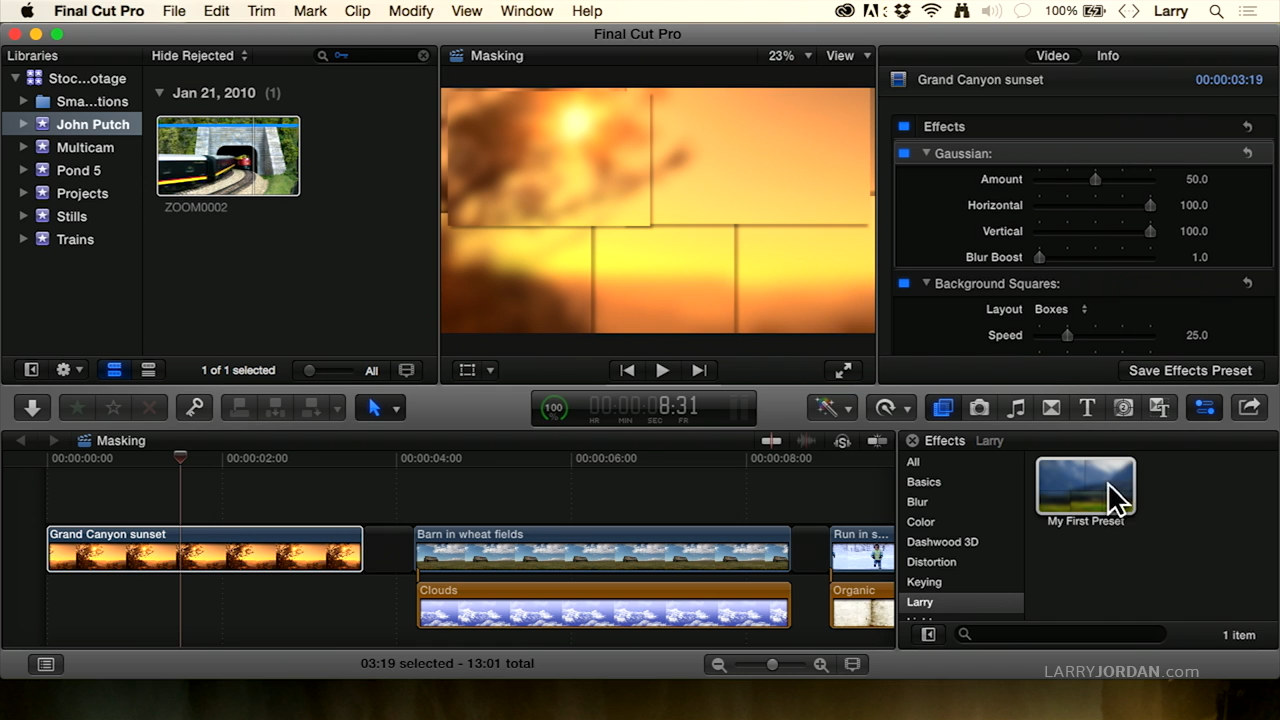 Final Cut Pro File Edit Trim Mark Clip Modify View Window Help 100% Larry
Final Cut Pro
Libraries
Hide Rejected
Masking
23%
View
Video
Info
Stoc...otage
Sma...tions
John Putch
Multicam
Pond 5
Projects
Stills
Trains
Jan 21, 2010 (1)
ZOOM0002
Grand Canyon sunset
00:00:03:19
Effects
Gaussian:
Amount 50.0
Horizontal 100.0
Vertical 100.0
Blur Boost 1.0
Background Squares:
Layout Boxes
Speed 25.0
1 of 1 selected
All
Save Effects Preset
100
%
00:00:08:31
HR MIN SEC FR
T
Masking
Effects Larry
00:00:00:00
00:00:02:00
00:00:04:00
00:00:06:00
00:00:08:00
Grand Canyon sunset
Barn in wheat fields
Run in s...
Clouds
Organic
All
Basics
Blur
Color
Dashwood 3D
Distortion
Keying
Larry
My First Preset
1 item
03:19 selected - 13:01 total
LARRYJORDAN.com